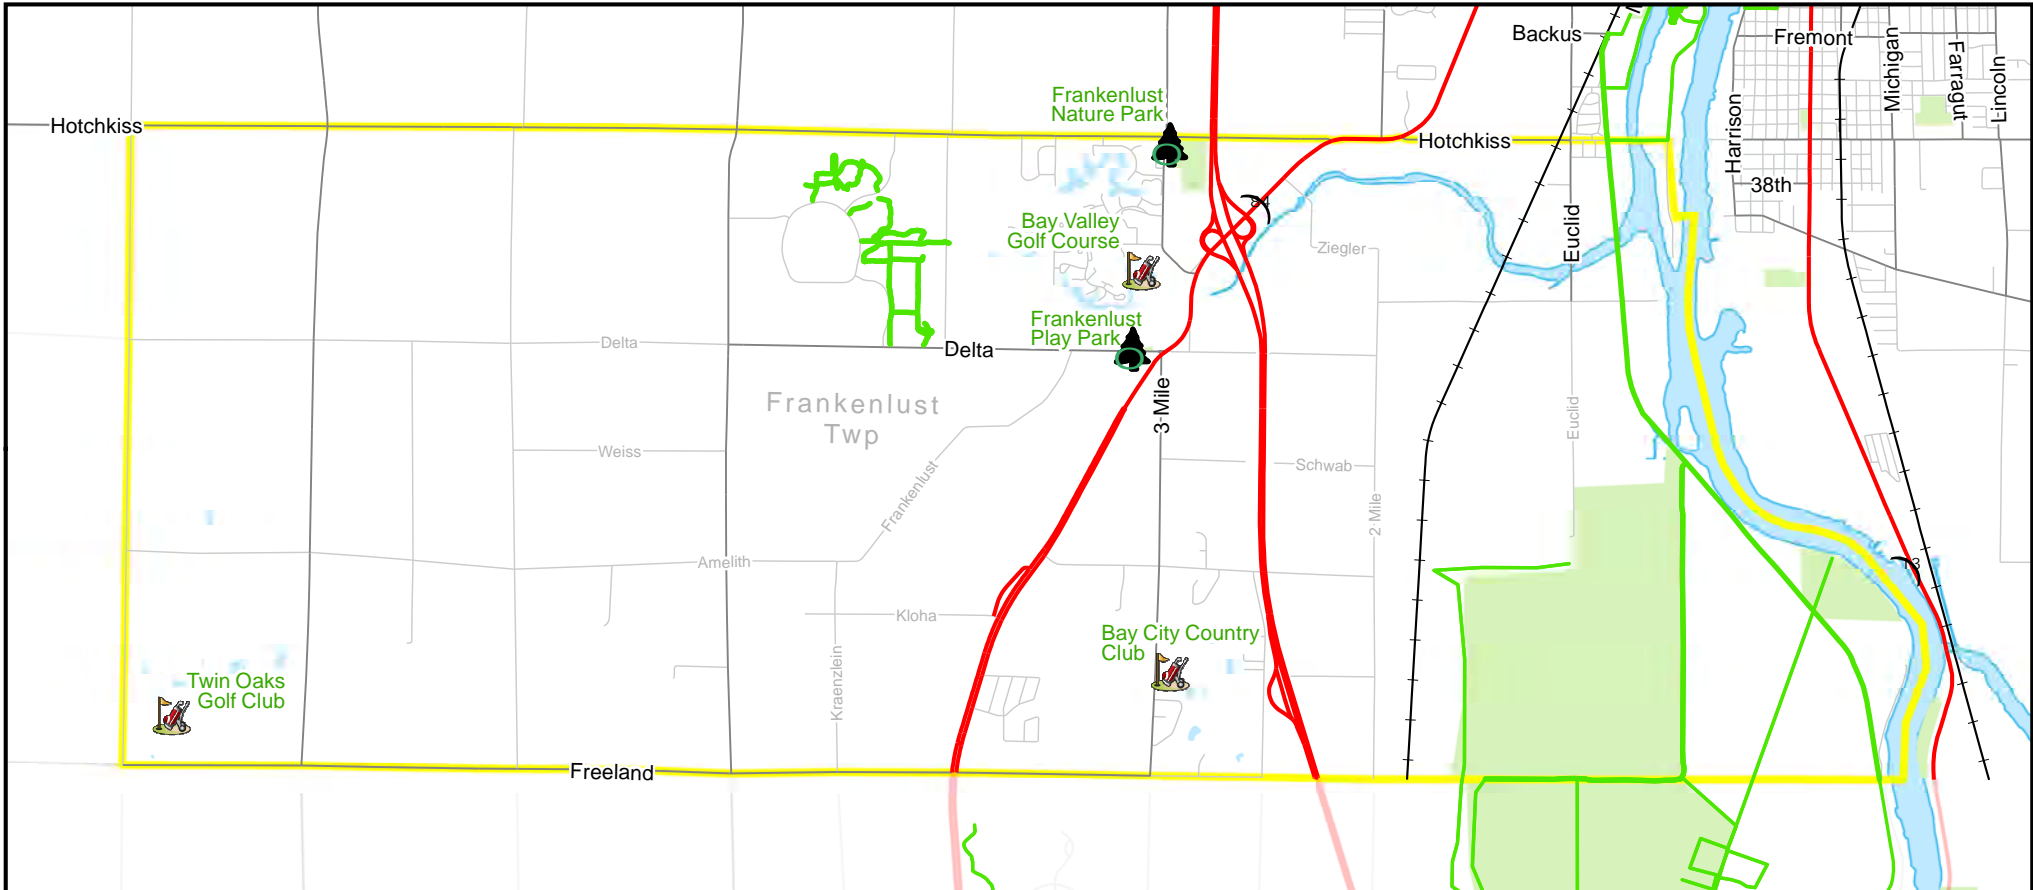 Backus
Fremont
Michigan
Farragut
Lincoln
Frankenlust
Nature Park
Harrison
Hotchkiss
Hotchkiss
38th
84
Bay Valley
Golf Course
Euclid
Ziegler
Frankenlust
Play Park
Delta
Delta
3-Mile
Frankenlust
Twp
Euclid
Weiss
Frankenlust
Schwab
2-Mile
Amelith
13
Kloha
Bay City Country
Club
Kraenzlein
Twin Oaks
Golf Club
Freeland